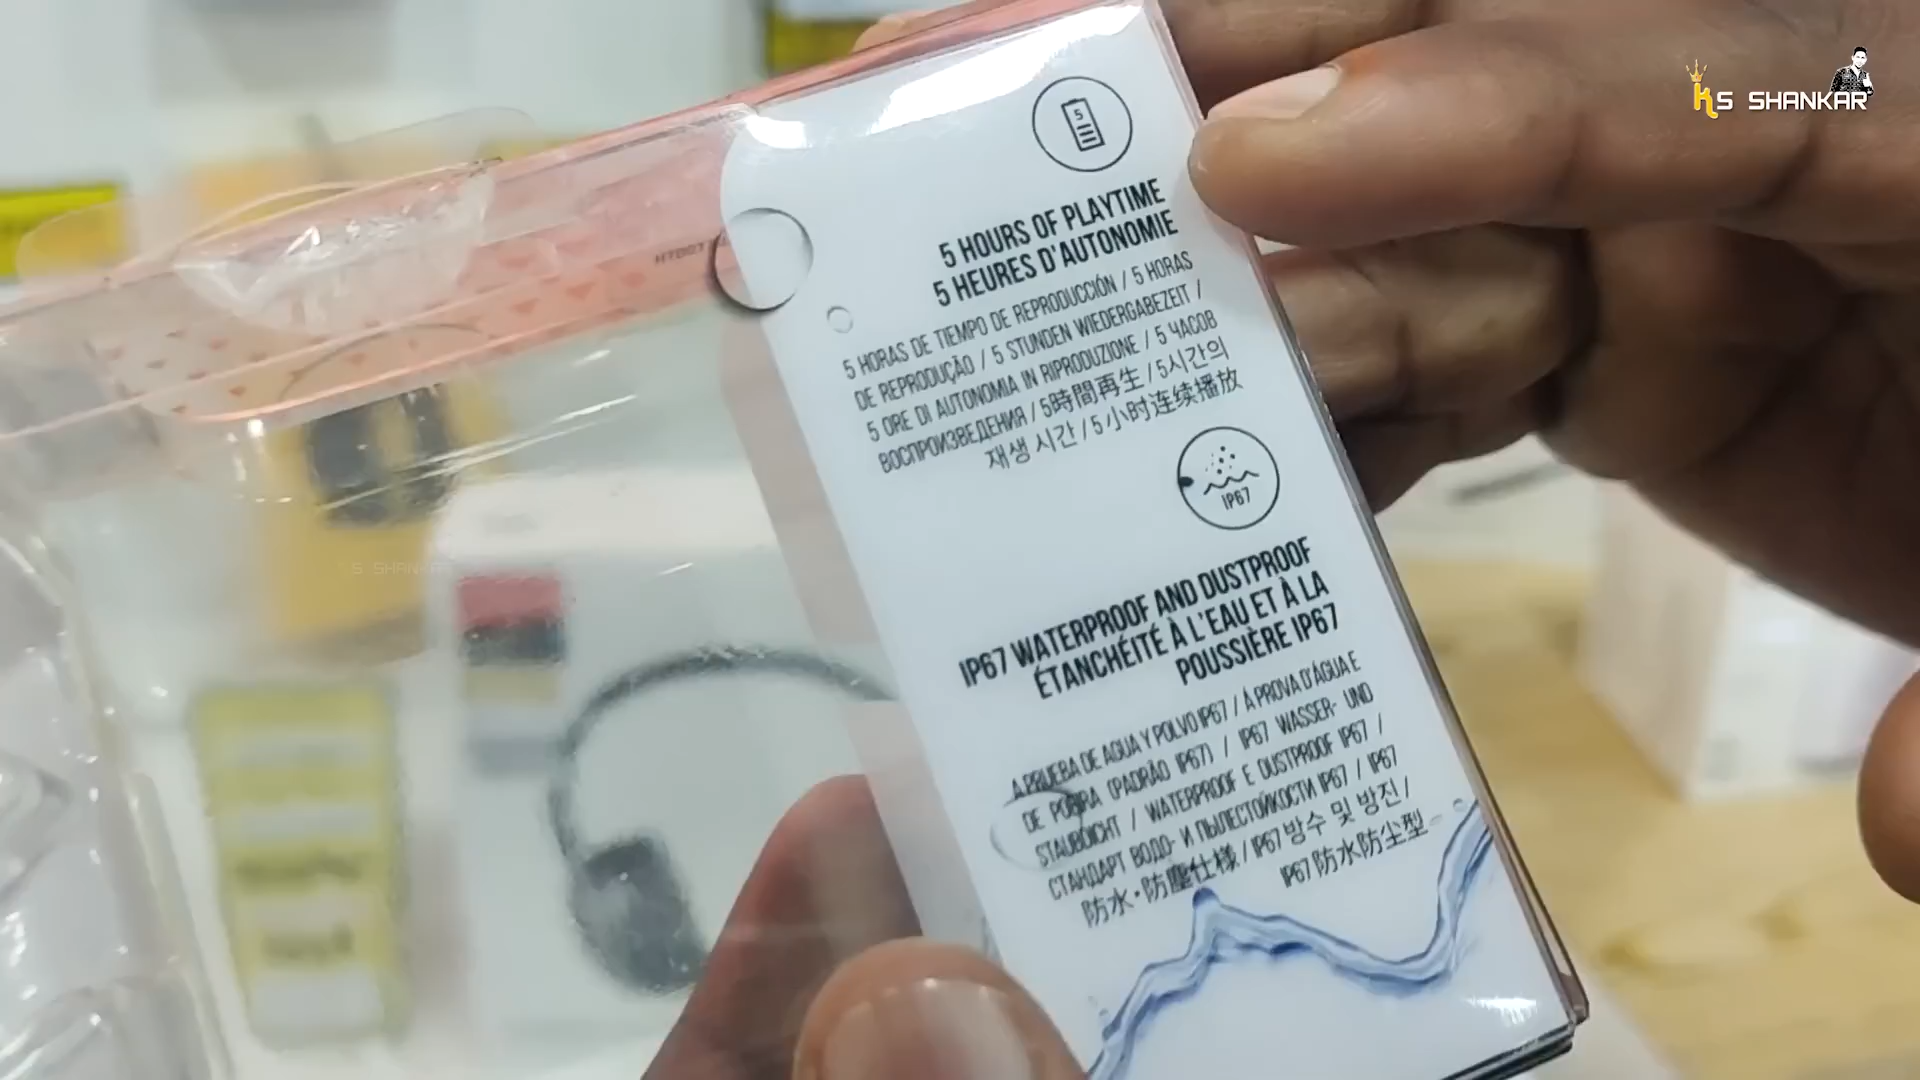 KS SHANKAR
5
5 HOURS OF PLAYTIME
5 HEURES D'AUTONOMIE
5 HORAS DE TIEMPO DE REPRODUCCIÓN / 5 HORAS
DE REPRODUÇÃO / 5 STUNDEN WIEDERGABEZEIT /
5 ORE DI AUTONOMIA IN RIPRODUZIONE / 5 ЧАСОВ
ВОСПРОИЗВЕДЕНИЯ / 5時間再生 / 5시간의
재생 시간 / 5小时连续播放
IP67
IP67 WATERPROOF AND DUSTPROOF
ÉTANCHÉITÉ À L'EAU ET À LA
POUSSIÈRE IP67
A PRUEBA DE AGUA Y POLVO IP67 / À PROVA D'ÁGUA E
DE POEIRA (PADRÃO IP67) / IP67 WASSER- UND
STAUBDICHT / WATERPROOF E DUSTPROOF IP67 /
СТАНДАРТ ВОДО- И ПЫЛЕСТОЙКОСТИ IP67 / IP67
防水・防塵仕様 / IP67 방수 및 방진 /
IP67 防水防尘型